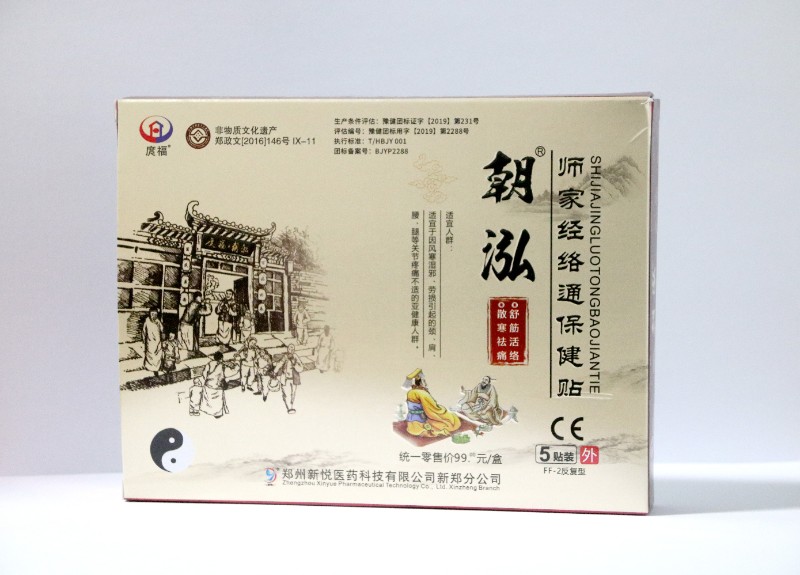 庹福®
非物质文化遗产
郑政文[2016]146号 IX-11
生产条件评估：豫健团标证字【2019】第231号
评估编号：豫健团标用字【2019】第2288号
执行标准：T/HBJY 001
团标备案号：BJYP2288
朝泓®
师家经络通保健贴
SHIJIAJINGLUOTONGBAOJIANTIE
舒筋活络
散寒祛痛
适宜人群：
适宜于因风寒湿邪、劳损引起的颈、肩、
腰、腿等关节疼痛不适的亚健康人群。
统一零售价99.00元/盒
CE
5贴装 外
FF-2反复型
郑州新悦医药科技有限公司新郑分公司
Zhengzhou Xinyue Pharmaceutical Technology Co., Ltd. Xinzheng Branch